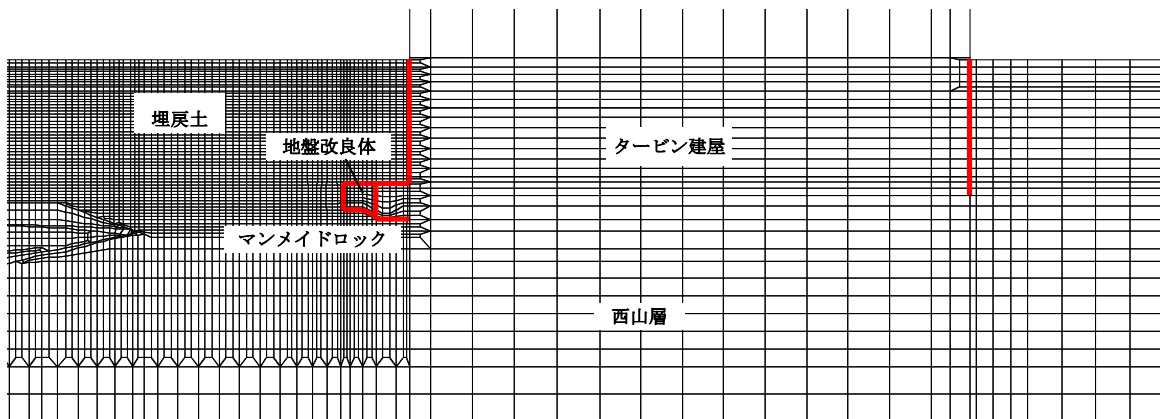 埋戻土
地盤改良体
タービン建屋
マンメイドロック
西山層